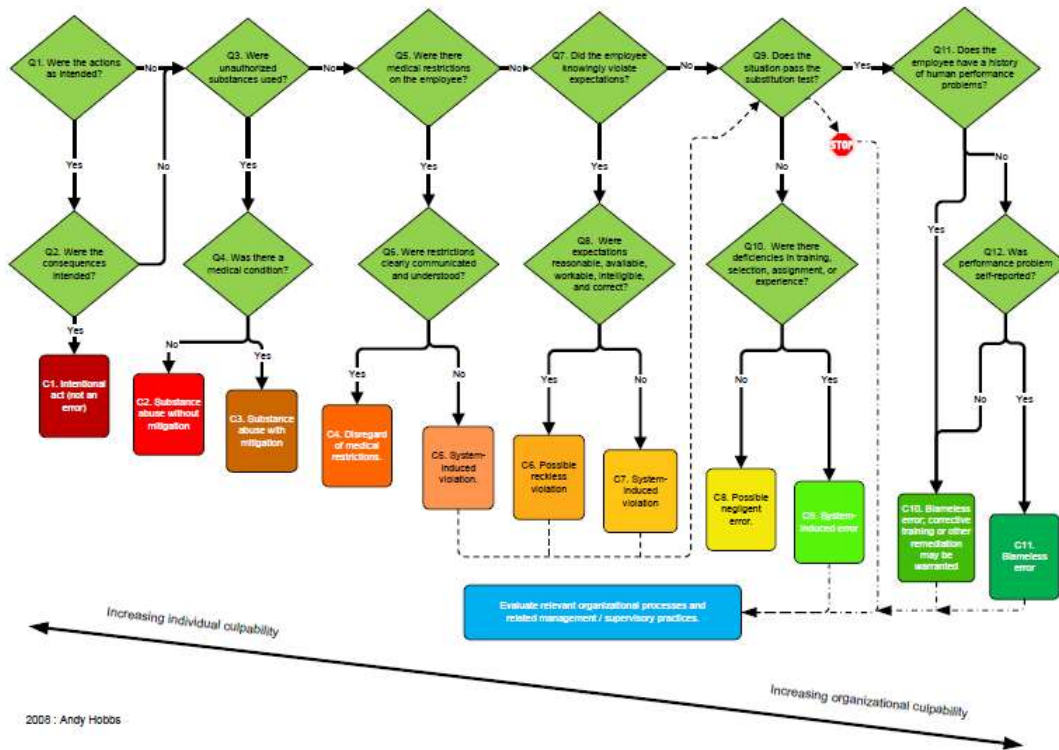 Q1. Were the actions
as intended?
No
Q3. Were
unauthorized
substances used?
No
Q5. Were there
medical restrictions
on the employee?
No
Q7. Did the employee
knowingly violate
expectations?
No
Q9. Does the
situation pass the
substitution test?
Yes
Q11. Does the
employee have a history
of human performance
problems?
STOP
Yes
No
Yes
Yes
Yes
No
No
Yes
Q2. Were the
consequences
intended?
Q4. Was there a
medical condition?
Q6. Were restrictions
clearly communicated
and understood?
Q8. Were
expectations
reasonable, available,
workable, intelligible,
and correct?
Q10. Were there
deficiencies in training,
selection, assignment, or
experience?
Q12. Was
performance problem
self-reported?
Yes
No
Yes
Yes
No
Yes
No
No
Yes
No
Yes
C1. Intentional
act (not an
error)
C2. Substance
abuse without
mitigation
C3. Substance
abuse with
mitigation
C4. Disregard
of medical
restrictions.
C5. System-
induced
violation.
C6. Possible
reckless
violation
C7. System-
induced
violation
C8. Possible
negligent
error.
C9. System-
induced error
C10. Blameless
error; corrective
training or other
remediation
may be
warranted
C11.
Blameless
error
Evaluate relevant organizational processes and
related management / supervisory practices.
Increasing individual culpability
Increasing organizational culpability
2008 : Andy Hobbs